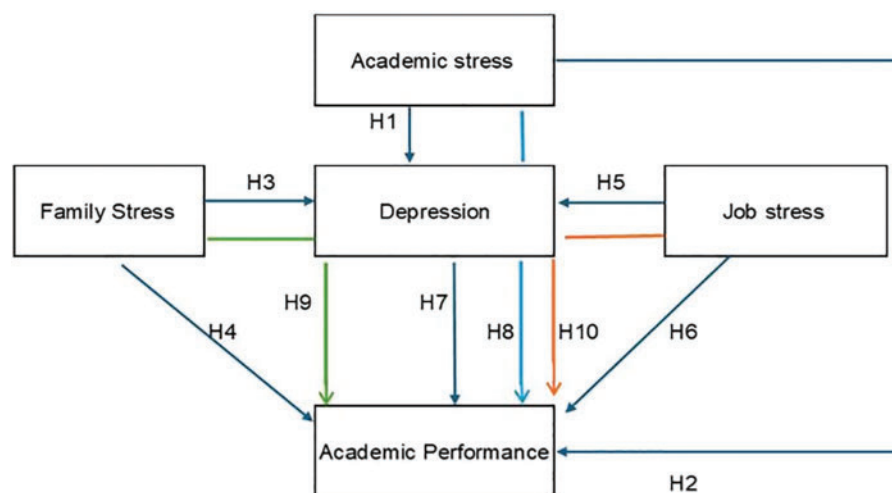 Academic stress
H1
H3
H5
Family Stress
Depression
Job stress
H4
H9
H7
H8
H10
H6
Academic Performance
H2